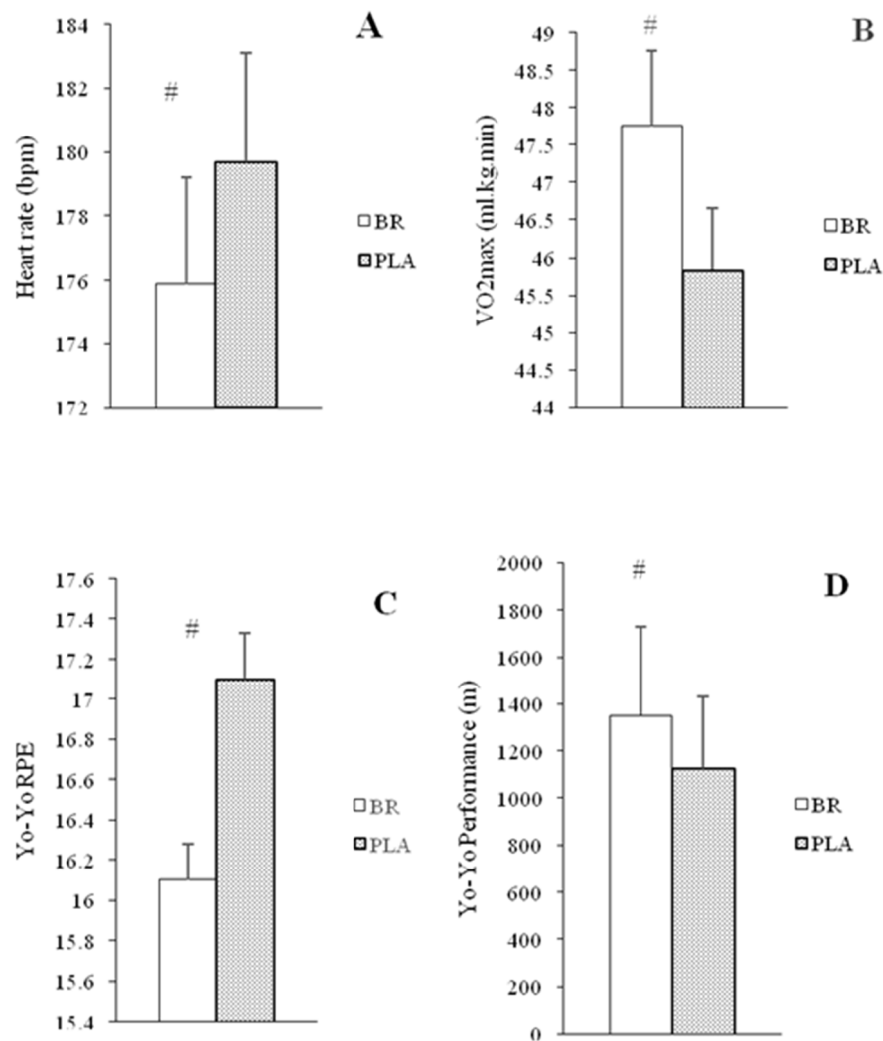 A
184
182
180
178
176
174
172
Heart rate (bpm)
#
BR
PLA
B
49
48.5
48
47.5
47
46.5
46
45.5
45
44.5
44
VO2max (ml.kg.min)
#
BR
PLA
C
17.6
17.4
17.2
17
16.8
16.6
16.4
16.2
16
15.8
15.6
15.4
Yo-Yo RPE
#
BR
PLA
D
2000
1800
1600
1400
1200
1000
800
600
400
200
0
Yo-Yo Performance (m)
#
BR
PLA